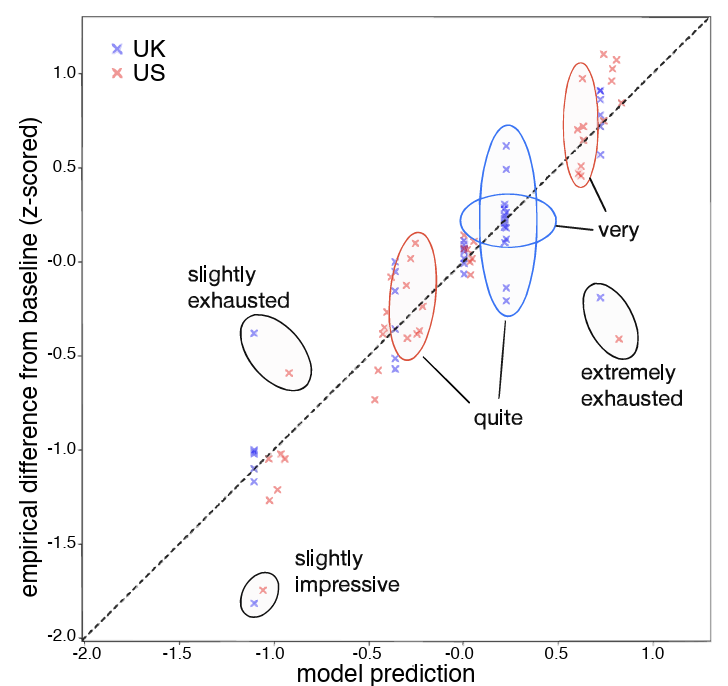 UK
US
1.0
0.5
-0.0
-0.5
-1.0
-1.5
-2.0
empirical difference from baseline (z-scored)
very
slightly
exhausted
extremely
exhausted
quite
slightly
impressive
-2.0 -1.5 -1.0 -0.5 -0.0 0.5 1.0
model prediction